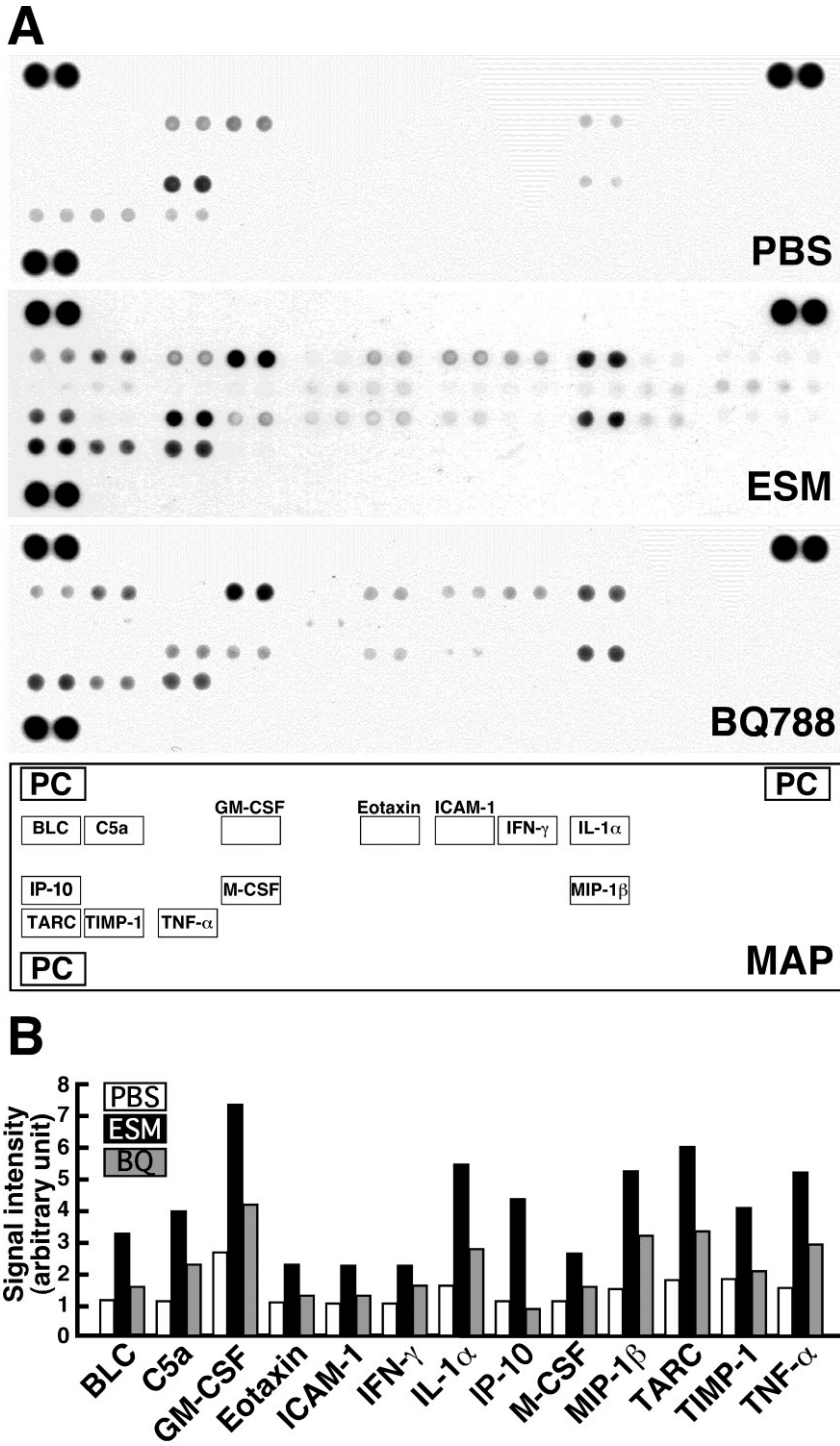 A
PBS
ESM
BQ788
PC PC
GM-CSF Eotaxin ICAM-1
BLC C5a IFN-γ IL-1α
IP-10 M-CSF MIP-1β
TARC TIMP-1 TNF-α
PC
MAP
B
Signal intensity
(arbitrary unit)
8
7
6
5
4
3
2
1
0
PBS
ESM
BQ
BLC C5a GM-CSF Eotaxin ICAM-1 IFN-γ IL-1α IP-10 M-CSF MIP-1β TARC TIMP-1 TNF-α